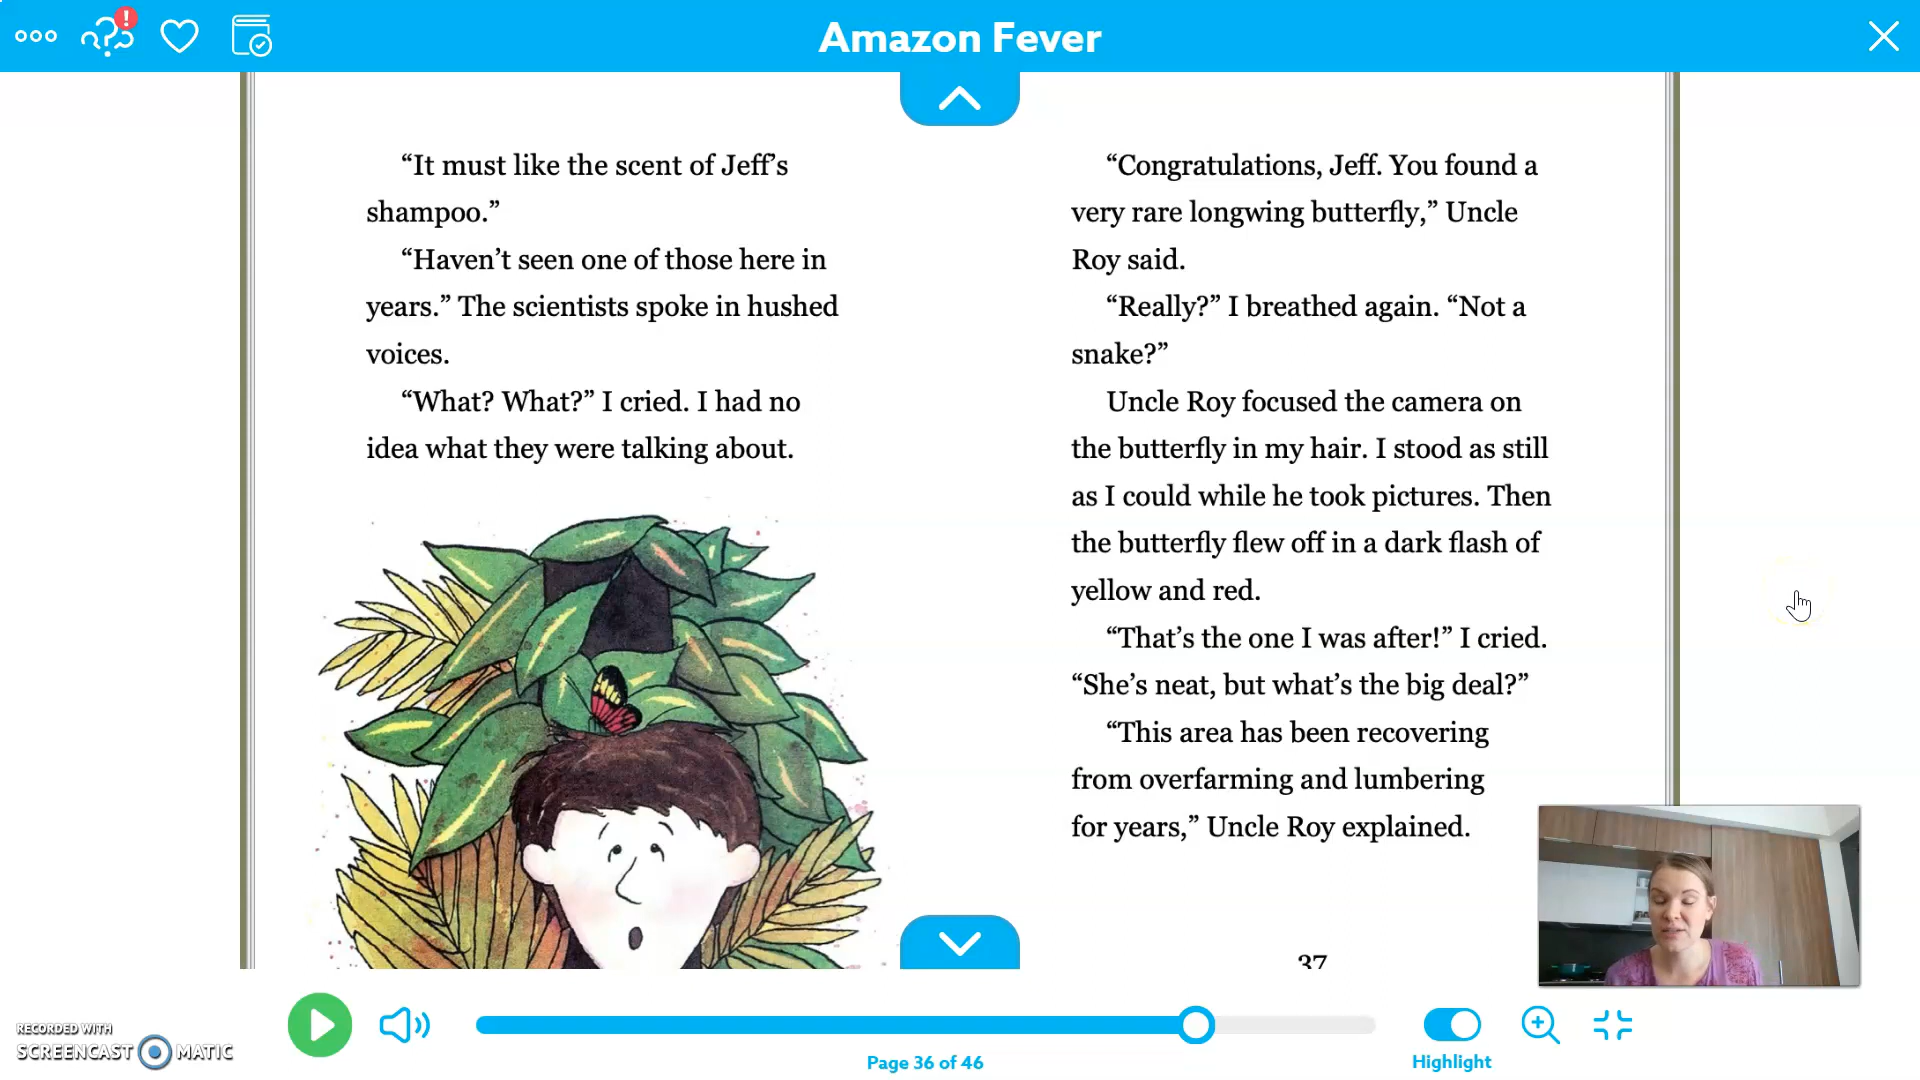 Amazon Fever
“It must like the scent of Jeff’s
shampoo.”
“Haven’t seen one of those here in
years.” The scientists spoke in hushed
voices.
“What? What?” I cried. I had no
idea what they were talking about.
“Congratulations, Jeff. You found a
very rare longwing butterfly,” Uncle
Roy said.
“Really?” I breathed again. “Not a
snake?”
Uncle Roy focused the camera on
the butterfly in my hair. I stood as still
as I could while he took pictures. Then
the butterfly flew off in a dark flash of
yellow and red.
“That’s the one I was after!” I cried.
“She’s neat, but what’s the big deal?”
“This area has been recovering
from overfarming and lumbering
for years,” Uncle Roy explained.
37
Page 36 of 46
Highlight
RECORDED WITH
SCREENCAST MATIC